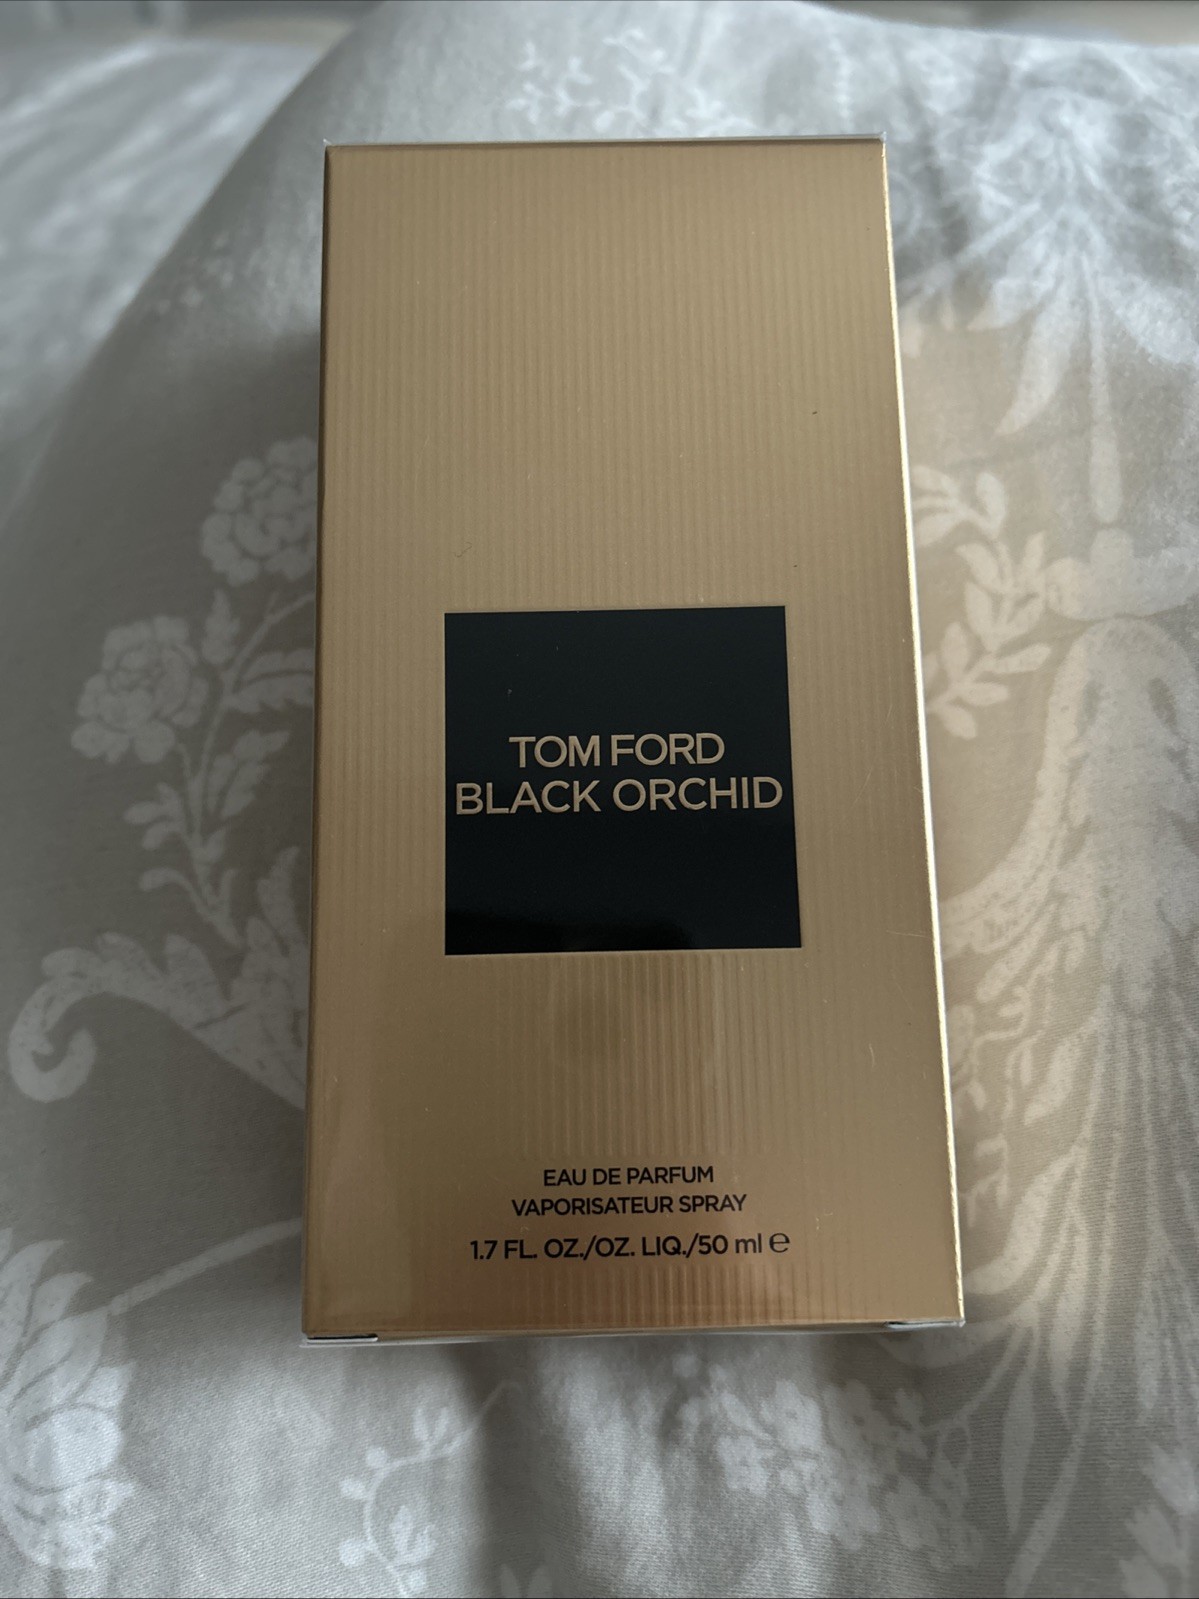 TOM FORD
BLACK ORCHID
EAU DE PARFUM
VAPORISATEUR SPRAY
1.7 FL. OZ./OZ. LIQ./50 ml ℮